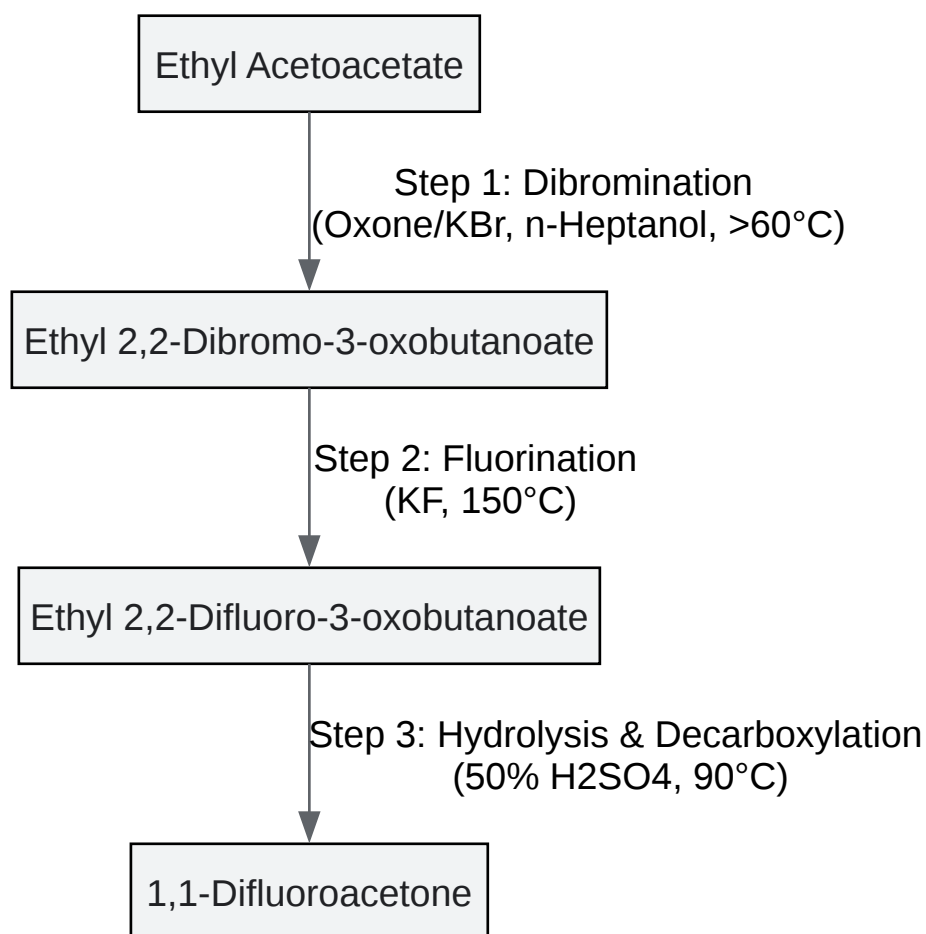 Ethyl Acetoacetate
Step 1: Dibromination
(Oxone/KBr, n-Heptanol, >60°C)
Ethyl 2,2-Dibromo-3-oxobutanoate
Step 2: Fluorination
(KF, 150°C)
Ethyl 2,2-Difluoro-3-oxobutanoate
Step 3: Hydrolysis & Decarboxylation
(50% H2SO4, 90°C)
1,1-Difluoroacetone